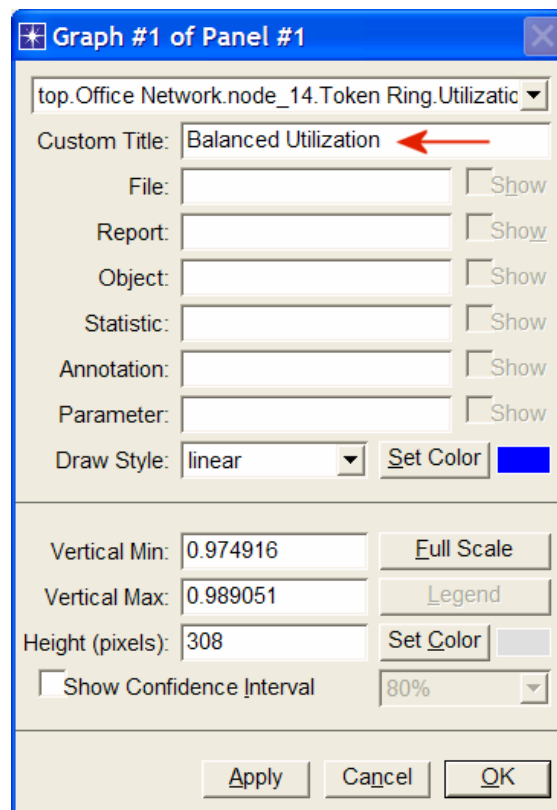 Graph #1 of Panel #1
top.Office Network.node_14.Token Ring.Utilizatic
Custom Title: Balanced Utilization
File: Show
Report: Show
Object: Show
Statistic: Show
Annotation: Show
Parameter: Show
Draw Style: linear Set Color
Vertical Min: 0.974916 Full Scale
Vertical Max: 0.989051 Legend
Height (pixels): 308 Set Color
Show Confidence Interval 80%
Apply Cancel OK